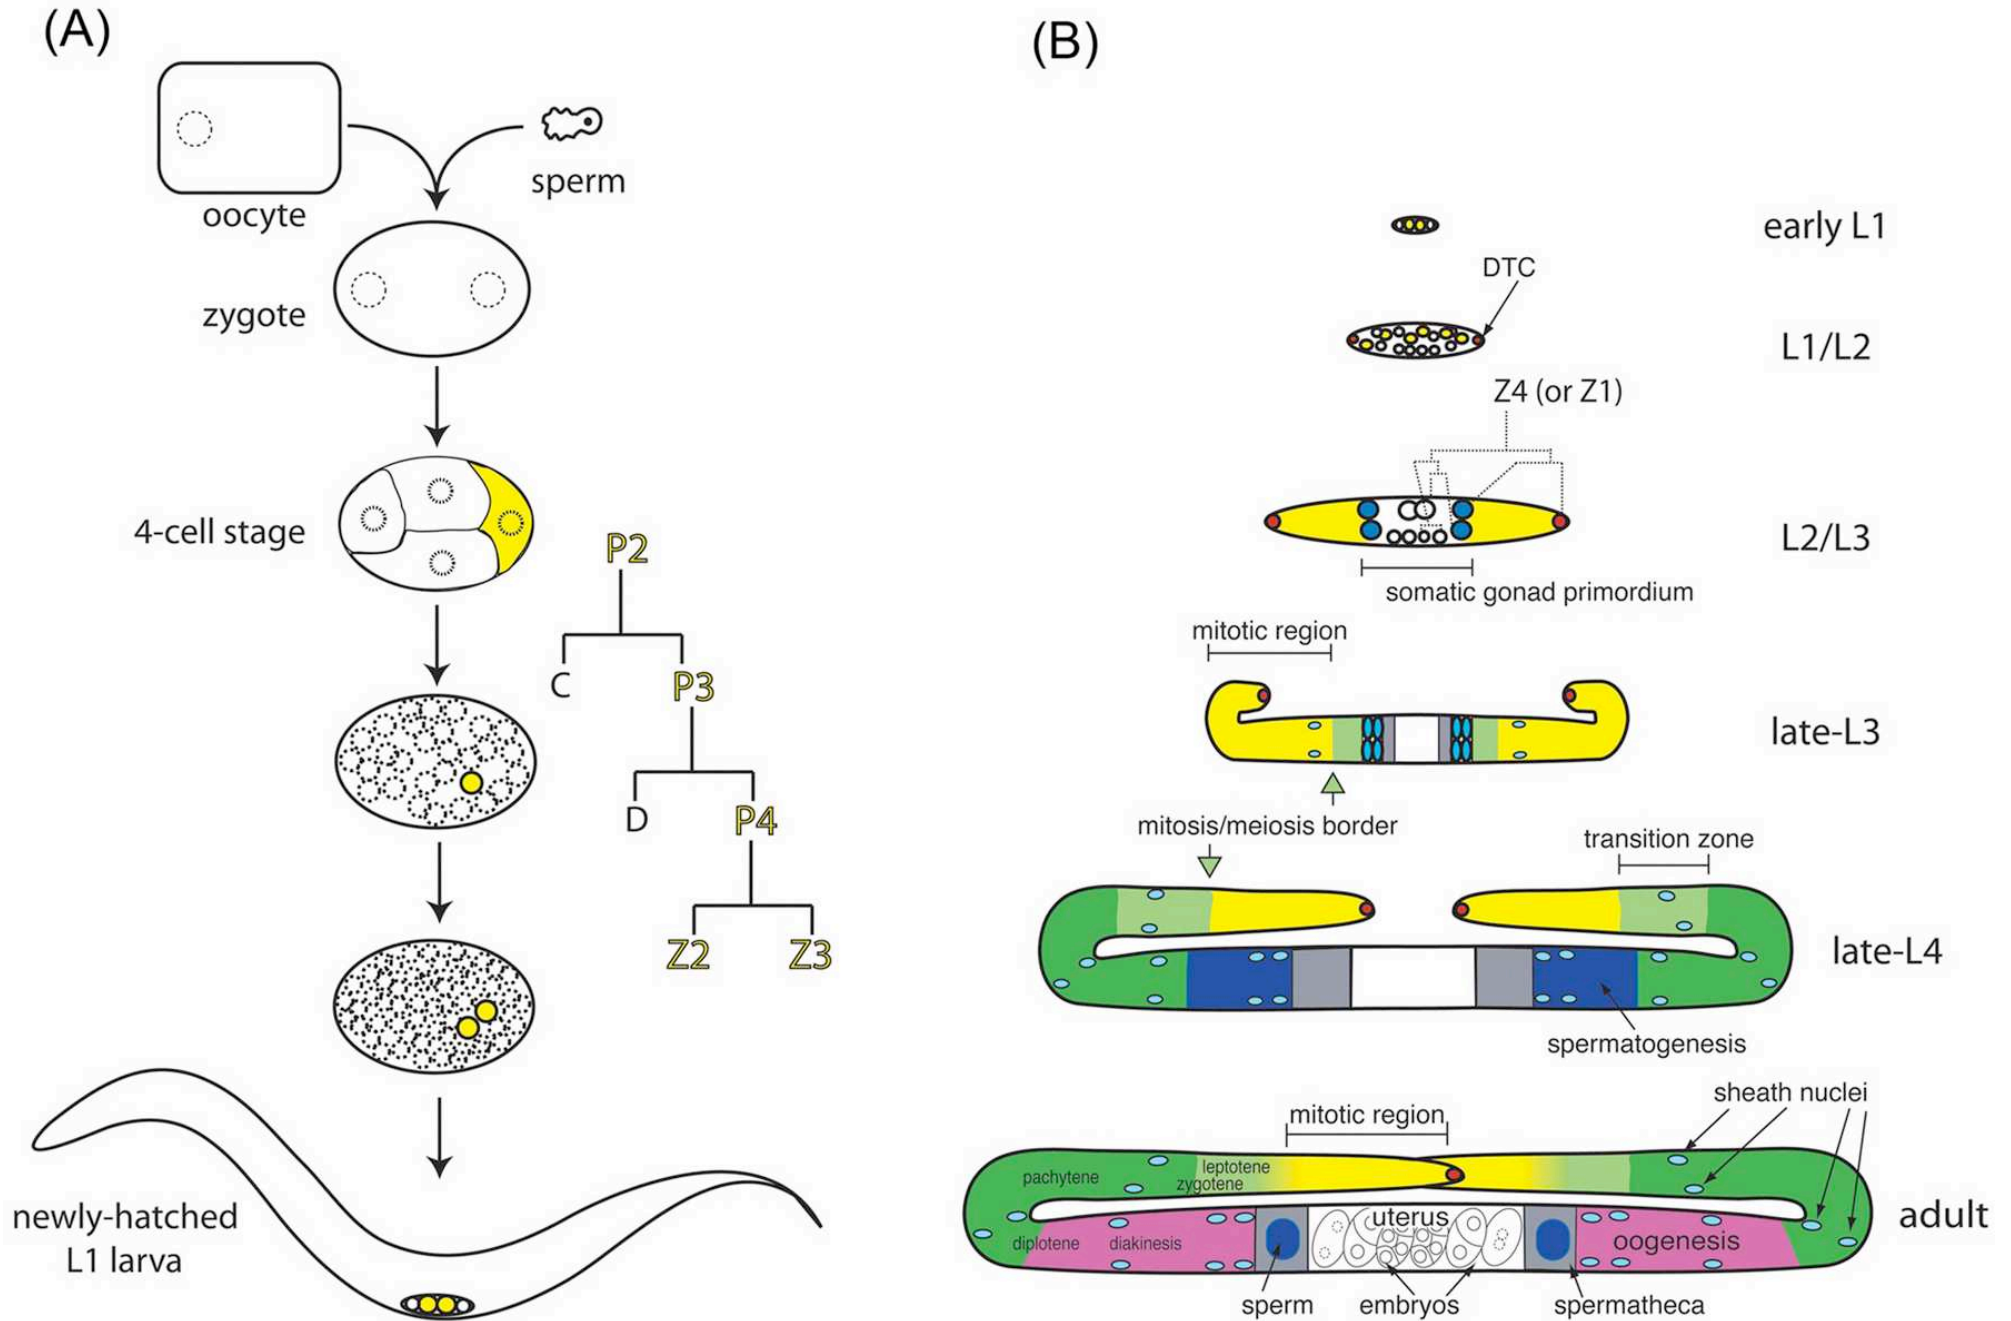 (A)
oocyte
sperm
zygote
4-cell stage
P2
C
P3
D
P4
Z2
Z3
newly-hatched
L1 larva
(B)
early L1
DTC
L1/L2
Z4 (or Z1)
L2/L3
somatic gonad primordium
mitotic region
late-L3
mitosis/meiosis border
transition zone
late-L4
spermatogenesis
sheath nuclei
mitotic region
pachytene
leptotene
zygotene
adult
uterus
diplotene
diakinesis
oogenesis
sperm
embryos
spermatheca